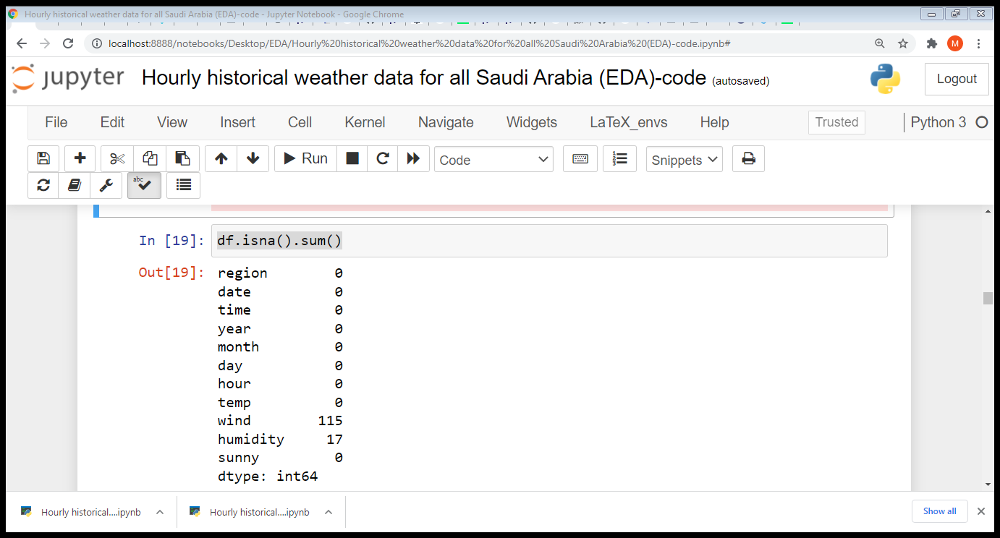 Hourly historical weather data for all Saudi Arabia (EDA)-code - Jupyter Notebook - Google Chrome
localhost:8888/notebooks/Desktop/EDA/Hourly%20historical%20weather%20data%20for%20all%20Saudi%20Arabia%20(EDA)-code.ipynb#
M
jupyter Hourly historical weather data for all Saudi Arabia (EDA)-code (autosaved) Logout
File Edit View Insert Cell Kernel Navigate Widgets LaTeX_envs Help Trusted Python 3
Run Code Snippets
abc
In [19]: df.isna().sum()
Out[19]: region 0
date 0
time 0
year 0
month 0
day 0
hour 0
temp 0
wind 115
humidity 17
sunny 0
dtype: int64
Hourly historical....ipynb Hourly historical....ipynb Show all